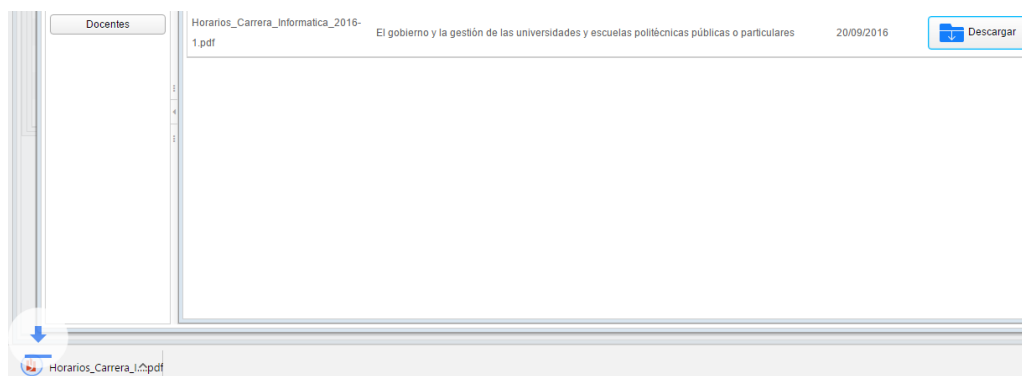 Docentes
Horarios_Carrera_Informatica_2016-
1.pdf
El gobierno y la gestión de las universidades y escuelas politécnicas públicas o particulares
20/09/2016
Descargar
Horarios_Carrera_I....pdf